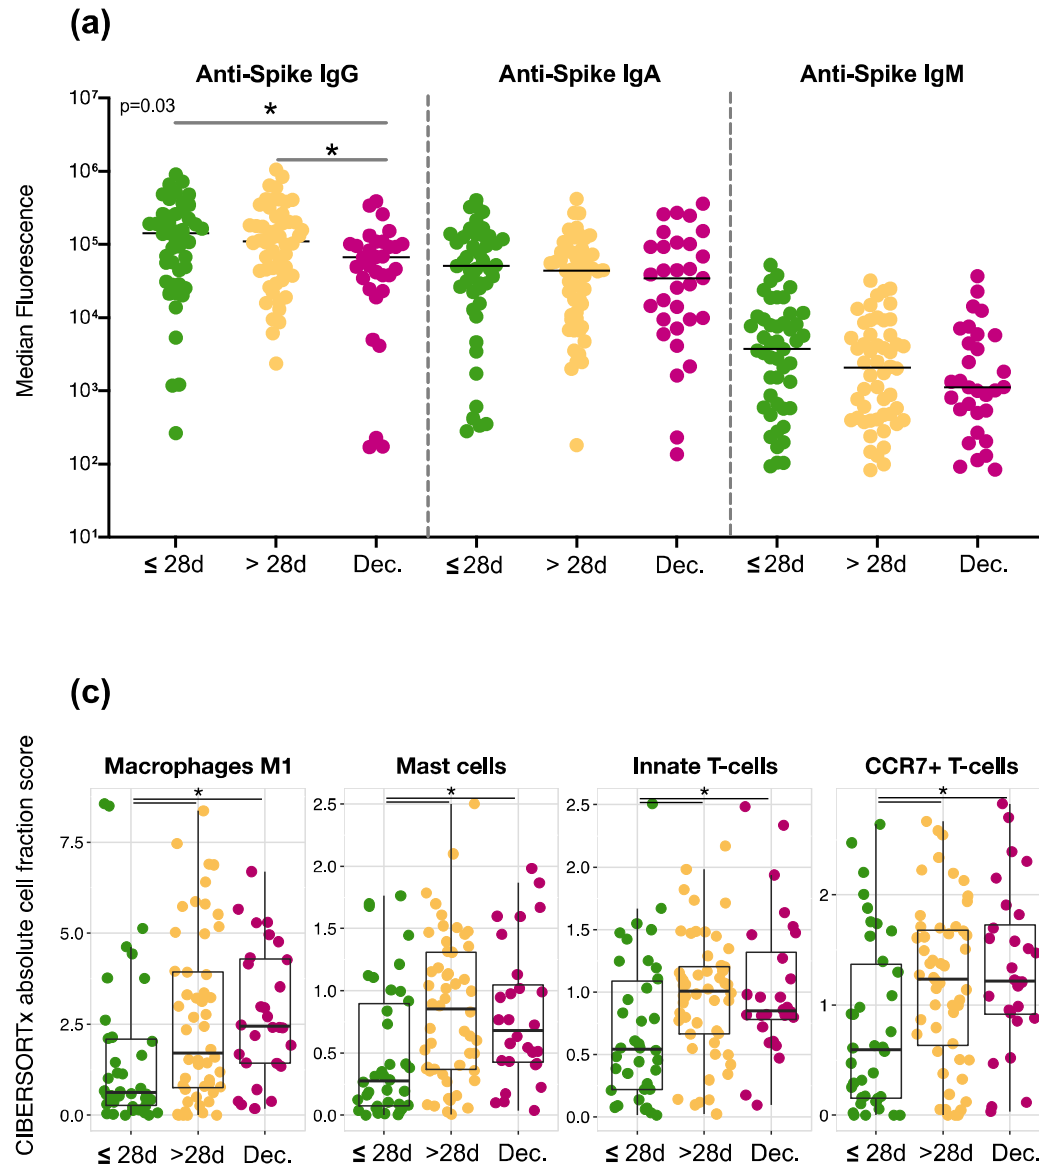 (a)
Anti-Spike IgG Anti-Spike IgA Anti-Spike IgM
p=0.03
*
*
Median Fluorescence
10⁷
10⁶
10⁵
10⁴
10³
10²
10¹
≤ 28d > 28d Dec. ≤ 28d > 28d Dec. ≤ 28d > 28d Dec.
(c)
CIBERSORTx absolute cell fraction score
Macrophages M1 Mast cells Innate T-cells CCR7+ T-cells
* * * *
7.5
5.0
2.5
0.0
2.5
2.0
1.5
1.0
0.5
0.0
2.5
2.0
1.5
1.0
0.5
0.0
2
1
0
≤ 28d >28d Dec. ≤ 28d >28d Dec. ≤ 28d >28d Dec. ≤ 28d >28d Dec.